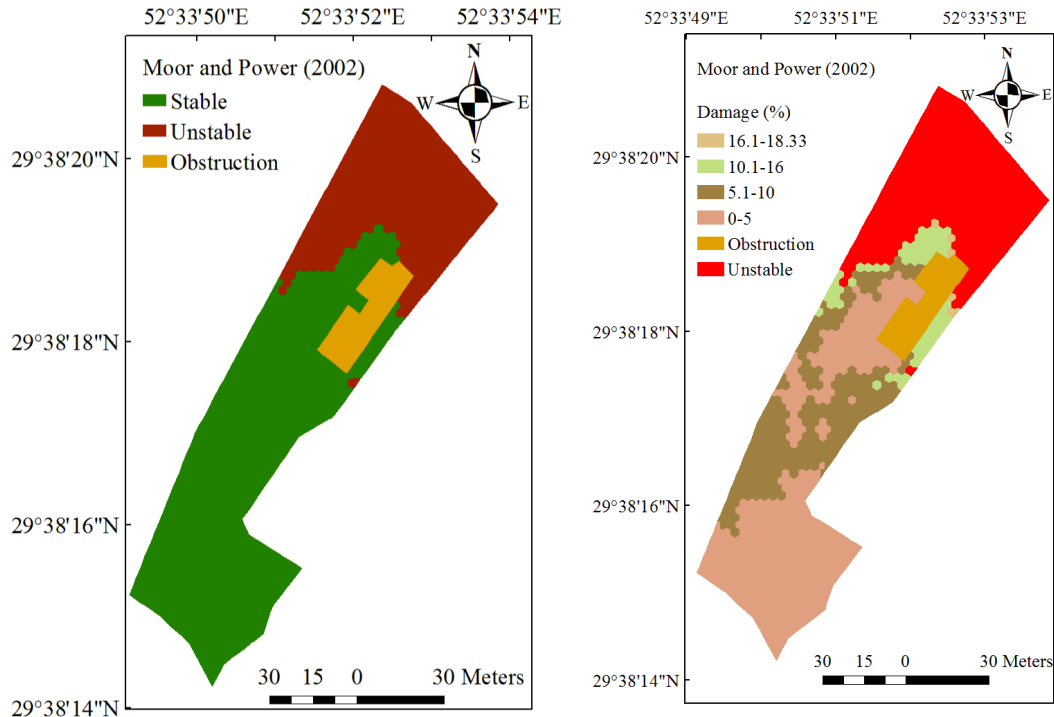 52°33'50"E 52°33'52"E 52°33'54"E
Moor and Power (2002)
Stable
Unstable
Obstruction
N
W E
S
29°38'20"N
29°38'18"N
29°38'16"N
29°38'14"N
30 15 0 30 Meters
52°33'49"E 52°33'51"E 52°33'53"E
Moor and Power (2002)
Damage (%)
16.1-18.33
10.1-16
5.1-10
0-5
Obstruction
Unstable
N
W E
S
29°38'20"N
29°38'18"N
29°38'16"N
29°38'14"N
30 15 0 30 Meters